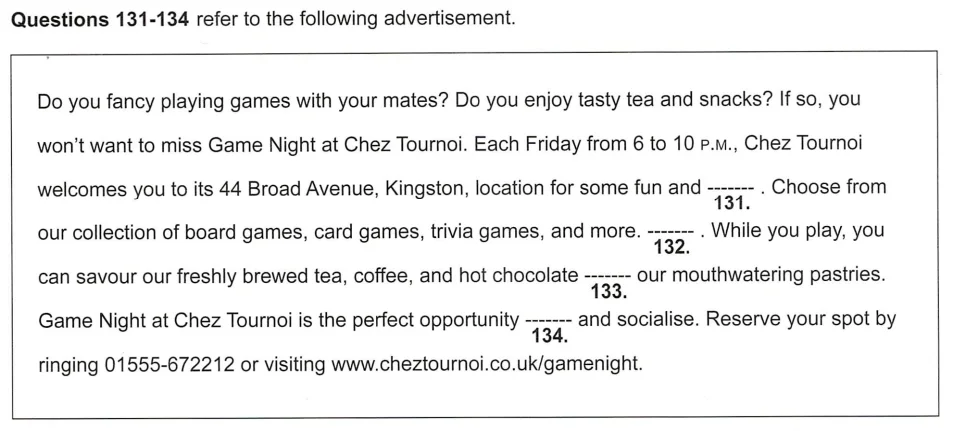 Questions 131-134 refer to the following advertisement.
Do you fancy playing games with your mates? Do you enjoy tasty tea and snacks? If so, you
won't want to miss Game Night at Chez Tournoi. Each Friday from 6 to 10 P.M., Chez Tournoi
welcomes you to its 44 Broad Avenue, Kingston, location for some fun and ------- . Choose from
131.
our collection of board games, card games, trivia games, and more. ------- . While you play, you
132.
can savour our freshly brewed tea, coffee, and hot chocolate ------- our mouthwatering pastries.
133.
Game Night at Chez Tournoi is the perfect opportunity ------- and socialise. Reserve your spot by
134.
ringing 01555-672212 or visiting www.cheztournoi.co.uk/gamenight.